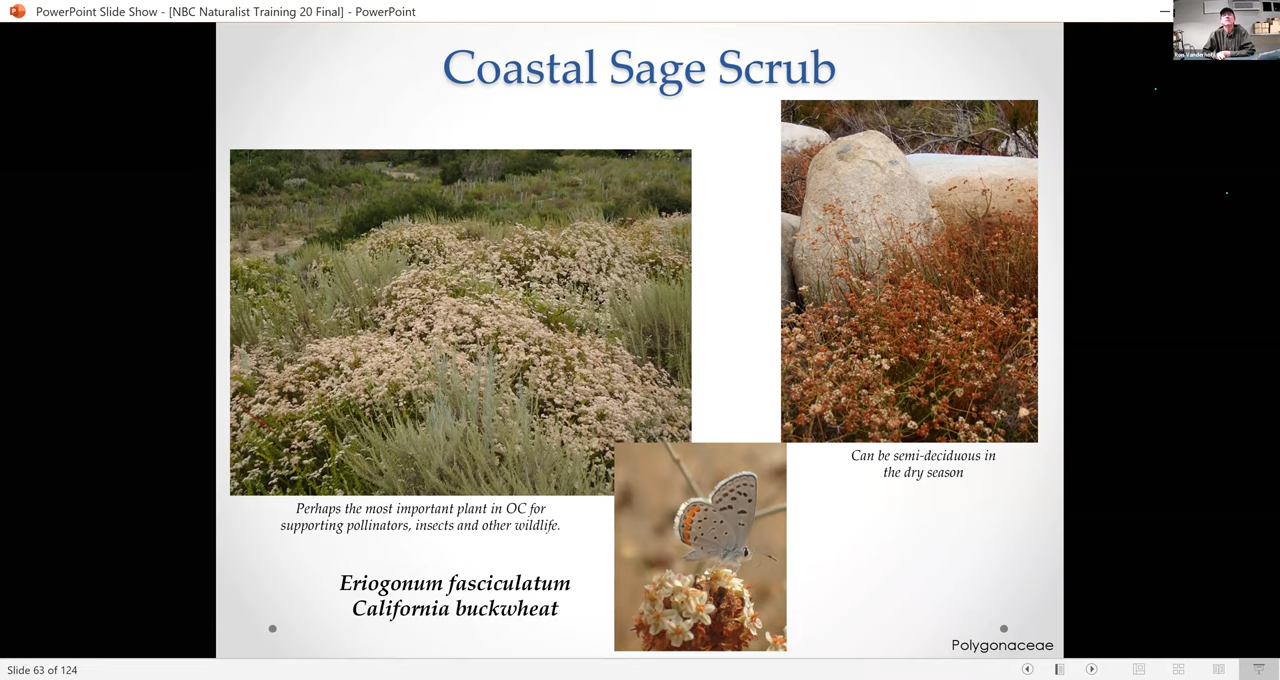 PowerPoint Slide Show - [NBC Naturalist Training 20 Final] - PowerPoint
Coastal Sage Scrub
Can be semi-deciduous in
the dry season
Perhaps the most important plant in OC for
supporting pollinators, insects and other wildlife.
Eriogonum fasciculatum
California buckwheat
Polygonaceae
Slide 63 of 124